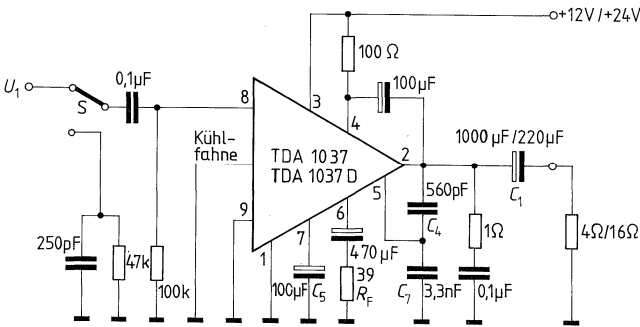 +12V/+24V
100 Ω
100µF
U1
S
0,1µF
8
3
4
1000 µF/220µF
Kühl-
fahne
TDA 1037
TDA 1037 D
2
5
C1
9
6
7
1
560pF
C4
1Ω
4Ω/16Ω
250pF
47k
100k
100µF
C5
470 µF
39
RF
C7
3,3nF
0,1µF